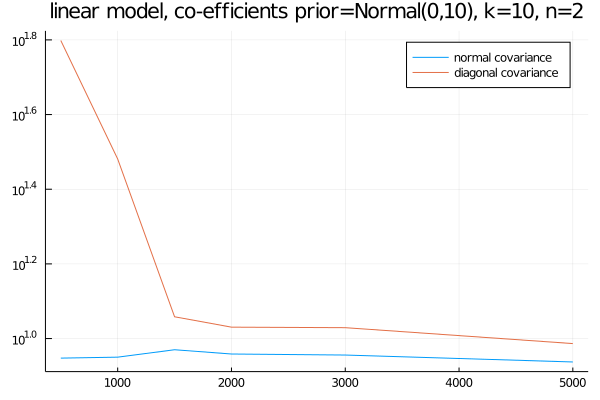 linear model, co-efficients prior=Normal(0,10), k=10, n=2
10^1.8
10^1.6
10^1.4
10^1.2
10^1.0
normal covariance
diagonal covariance
1000 2000 3000 4000 5000